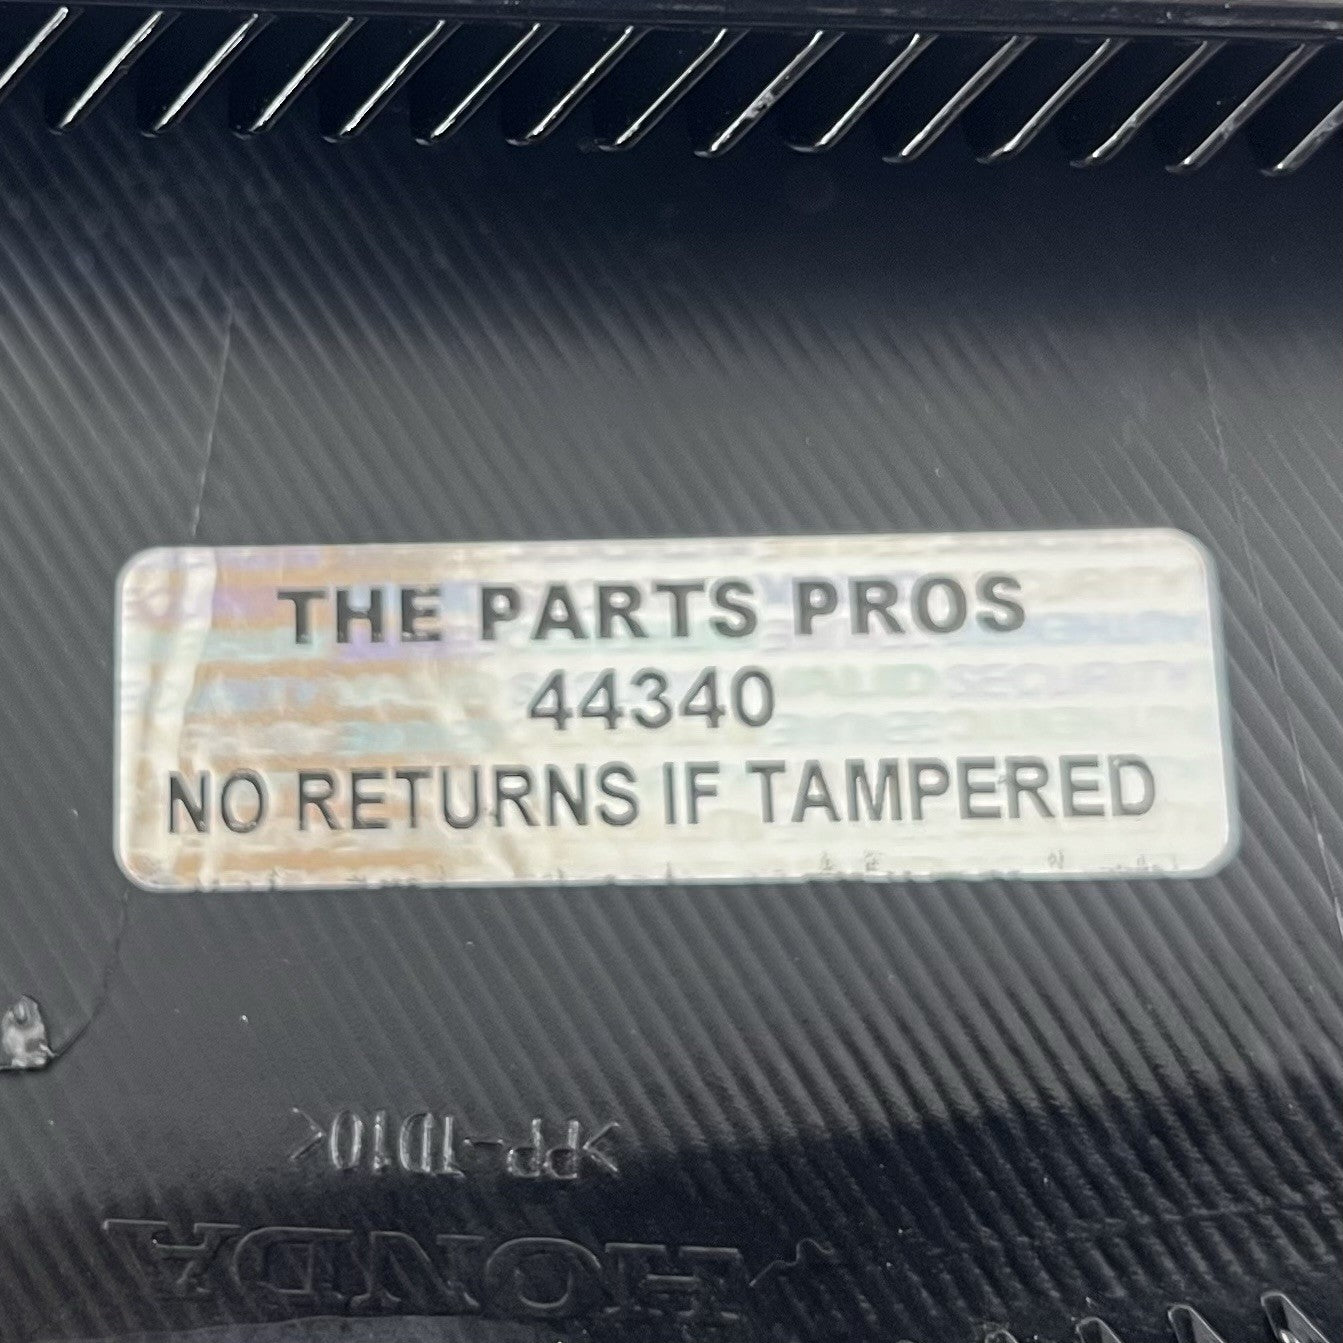 THE PARTS PROS
44340
NO RETURNS IF TAMPERED
>PP-TD10<
HONDA